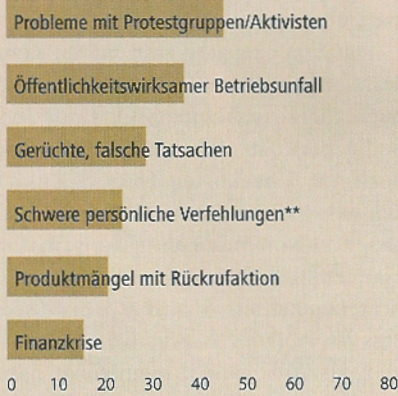 Probleme mit Protestgruppen/Aktivisten
Öffentlichkeitswirksamer Betriebsunfall
Gerüchte, falsche Tatsachen
Schwere persönliche Verfehlungen**
Produktmängel mit Rückrufaktion
Finanzkrise
0 10 20 30 40 50 60 70 80